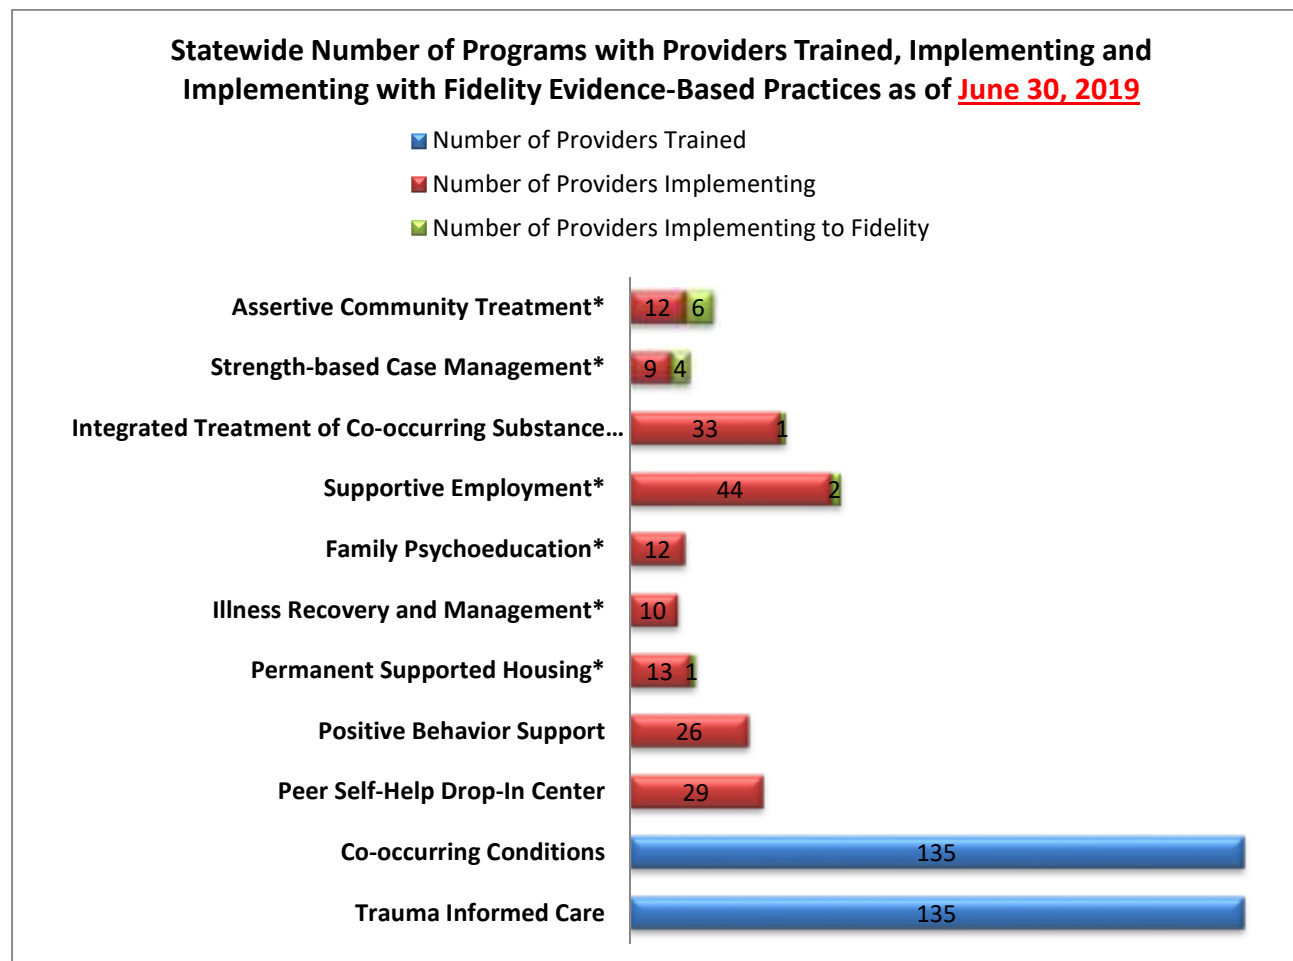 Statewide Number of Programs with Providers Trained, Implementing and
Implementing with Fidelity Evidence-Based Practices as of June 30, 2019
Number of Providers Trained
Number of Providers Implementing
Number of Providers Implementing to Fidelity
Assertive Community Treatment* 12 6
Strength-based Case Management* 9 4
Integrated Treatment of Co-occurring Substance… 33 1
Supportive Employment* 44 2
Family Psychoeducation* 12
Illness Recovery and Management* 10
Permanent Supported Housing* 13 1
Positive Behavior Support 26
Peer Self-Help Drop-In Center 29
Co-occurring Conditions 135
Trauma Informed Care 135